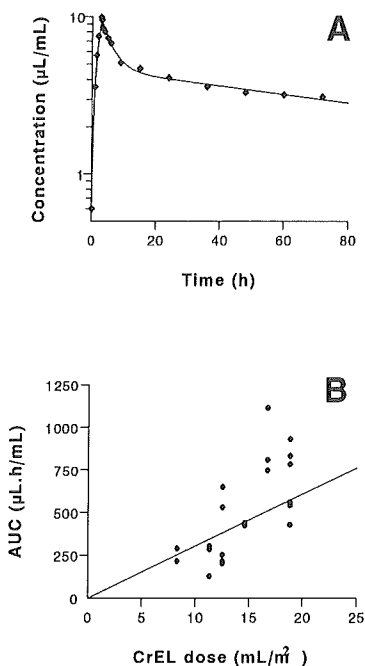 A
10
1
Concentration (µL/mL)
0 20 40 60 80
Time (h)
B
1250
1000
750
500
250
0
AUC (µL.h/mL)
0 5 10 15 20 25
CrEL dose (mL/m²)